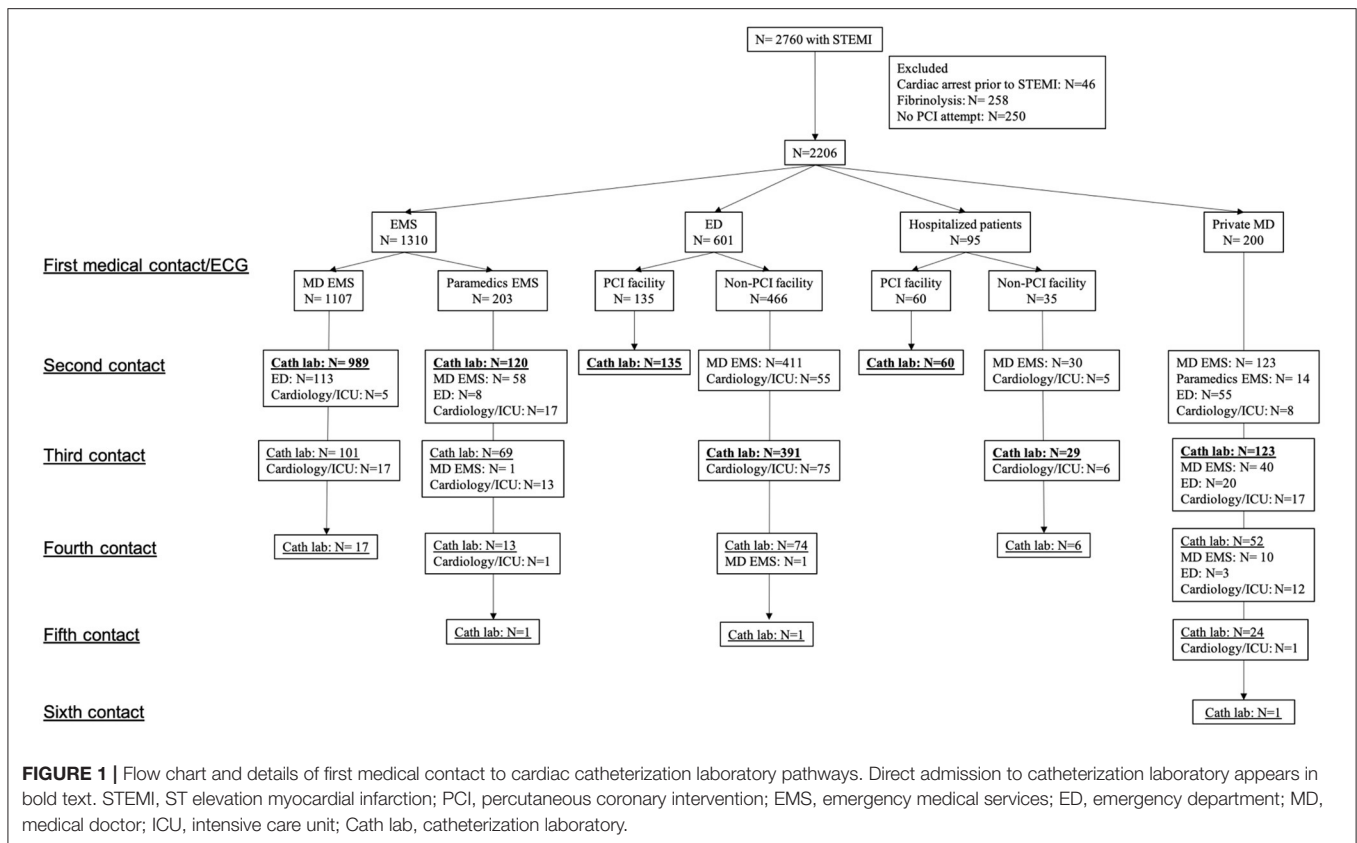 N= 2760 with STEMI
Excluded
Cardiac arrest prior to STEMI: N=46
Fibrinolysis: N= 258
No PCI attempt: N=250
N=2206
EMS
N= 1310
ED
N= 601
Hospitalized patients
N=95
Private MD
N= 200
First medical contact/ECG
MD EMS
N= 1107
Paramedics EMS
N= 203
PCI facility
N= 135
Non-PCI facility
N=466
PCI facility
N=60
Non-PCI facility
N=35
Second contact
Cath lab: N= 989
ED: N=113
Cardiology/ICU: N=5
Cath lab: N=120
MD EMS: N= 58
ED: N=8
Cardiology/ICU: N=17
Cath lab: N=135
MD EMS: N=411
Cardiology/ICU: N=55
Cath lab: N=60
MD EMS: N=30
Cardiology/ICU: N=5
MD EMS: N= 123
Paramedics EMS: N= 14
ED: N=55
Cardiology/ICU: N=8
Third contact
Cath lab: N= 101
Cardiology/ICU: N=17
Cath lab: N=69
MD EMS: N= 1
Cardiology/ICU: N=13
Cath lab: N=391
Cardiology/ICU: N=75
Cath lab: N=29
Cardiology/ICU: N=6
Cath lab: N=123
MD EMS: N= 40
ED: N=20
Cardiology/ICU: N=17
Fourth contact
Cath lab: N= 17
Cath lab: N=13
Cardiology/ICU: N=1
Cath lab: N=74
MD EMS: N=1
Cath lab: N=6
Cath lab: N=52
MD EMS: N= 10
ED: N=3
Cardiology/ICU: N=12
Fifth contact
Cath lab: N=1
Cath lab: N=1
Cath lab: N=24
Cardiology/ICU: N=1
Sixth contact
Cath lab: N=1
FIGURE 1 | Flow chart and details of first medical contact to cardiac catheterization laboratory pathways. Direct admission to catheterization laboratory appears in
bold text. STEMI, ST elevation myocardial infarction; PCI, percutaneous coronary intervention; EMS, emergency medical services; ED, emergency department; MD,
medical doctor; ICU, intensive care unit; Cath lab, catheterization laboratory.